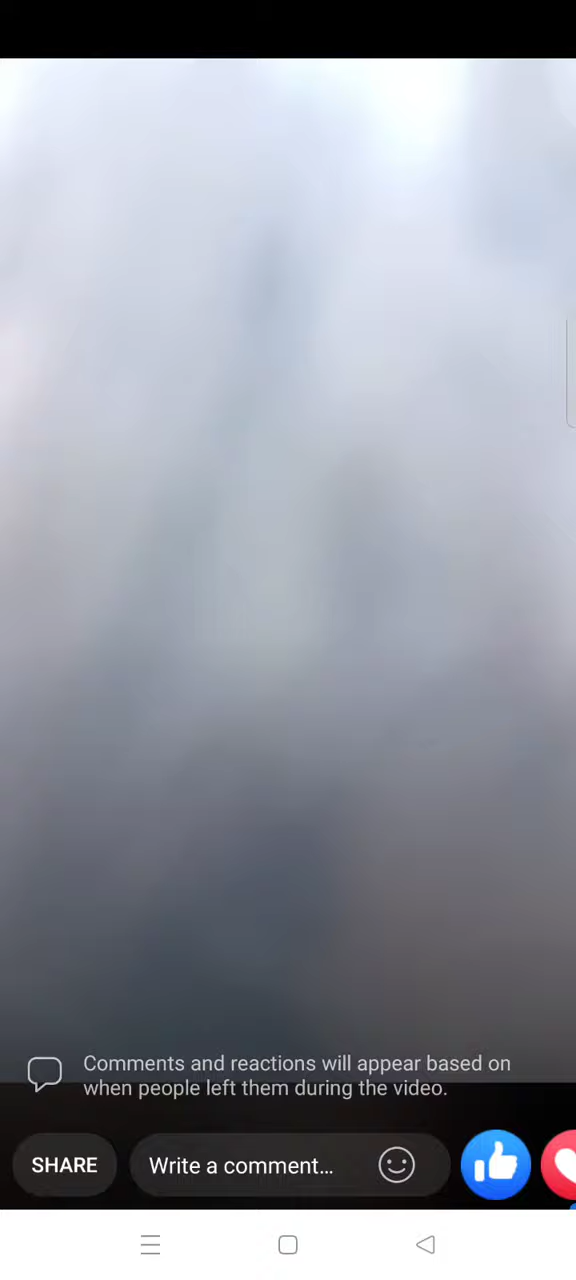 Comments and reactions will appear based on
when people left them during the video.
SHARE
Write a comment...